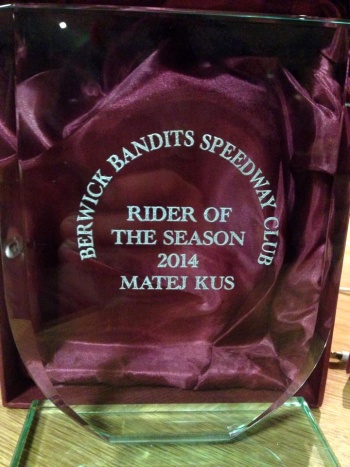 BERWICK BANDITS SPEEDWAY CLUB
RIDER OF
THE SEASON
2014
MATEJ KUS